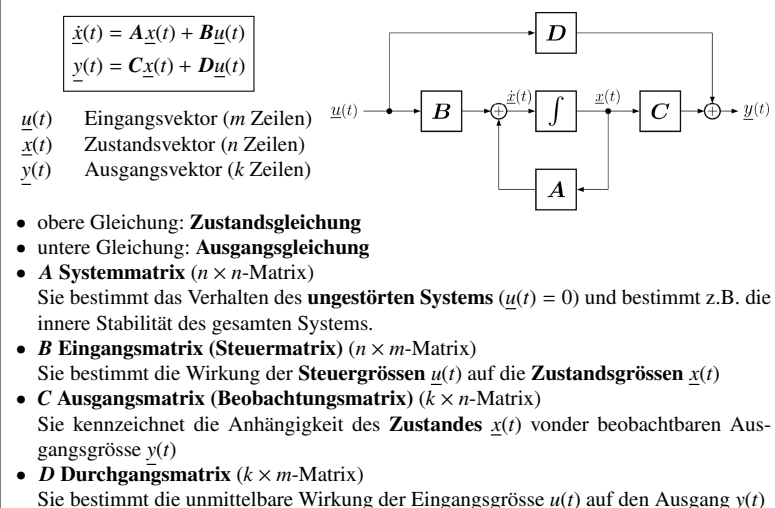 ẋ(t) = Ax(t) + Bu(t)
y(t) = Cx(t) + Du(t)
u(t) Eingangsvektor (m Zeilen)
x(t) Zustandsvektor (n Zeilen)
y(t) Ausgangsvektor (k Zeilen)
D
u(t) B ẋ(t) ∫ x(t) C y(t)
A
• obere Gleichung: Zustandsgleichung
• untere Gleichung: Ausgangsgleichung
• A Systemmatrix (n × n-Matrix)
Sie bestimmt das Verhalten des ungestörten Systems (u(t) = 0) und bestimmt z.B. die
innere Stabilität des gesamten Systems.
• B Eingangsmatrix (Steuermatrix) (n × m-Matrix)
Sie bestimmt die Wirkung der Steuergrössen u(t) auf die Zustandsgrössen x(t)
• C Ausgangsmatrix (Beobachtungsmatrix) (k × n-Matrix)
Sie kennzeichnet die Anhängigkeit des Zustandes x(t) vonder beobachtbaren Aus-
gangsgrösse y(t)
• D Durchgangsmatrix (k × m-Matrix)
Sie bestimmt die unmittelbare Wirkung der Eingangsgrösse u(t) auf den Ausgang y(t)